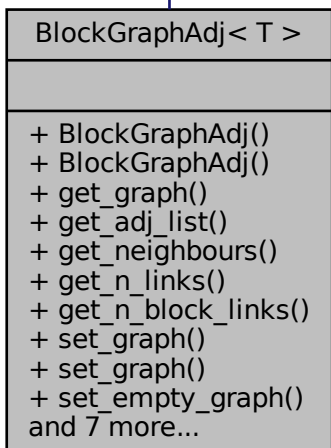 BlockGraphAdj< T >
+ BlockGraphAdj()
+ BlockGraphAdj()
+ get_graph()
+ get_adj_list()
+ get_neighbours()
+ get_n_links()
+ get_n_block_links()
+ set_graph()
+ set_graph()
+ set_empty_graph()
and 7 more...